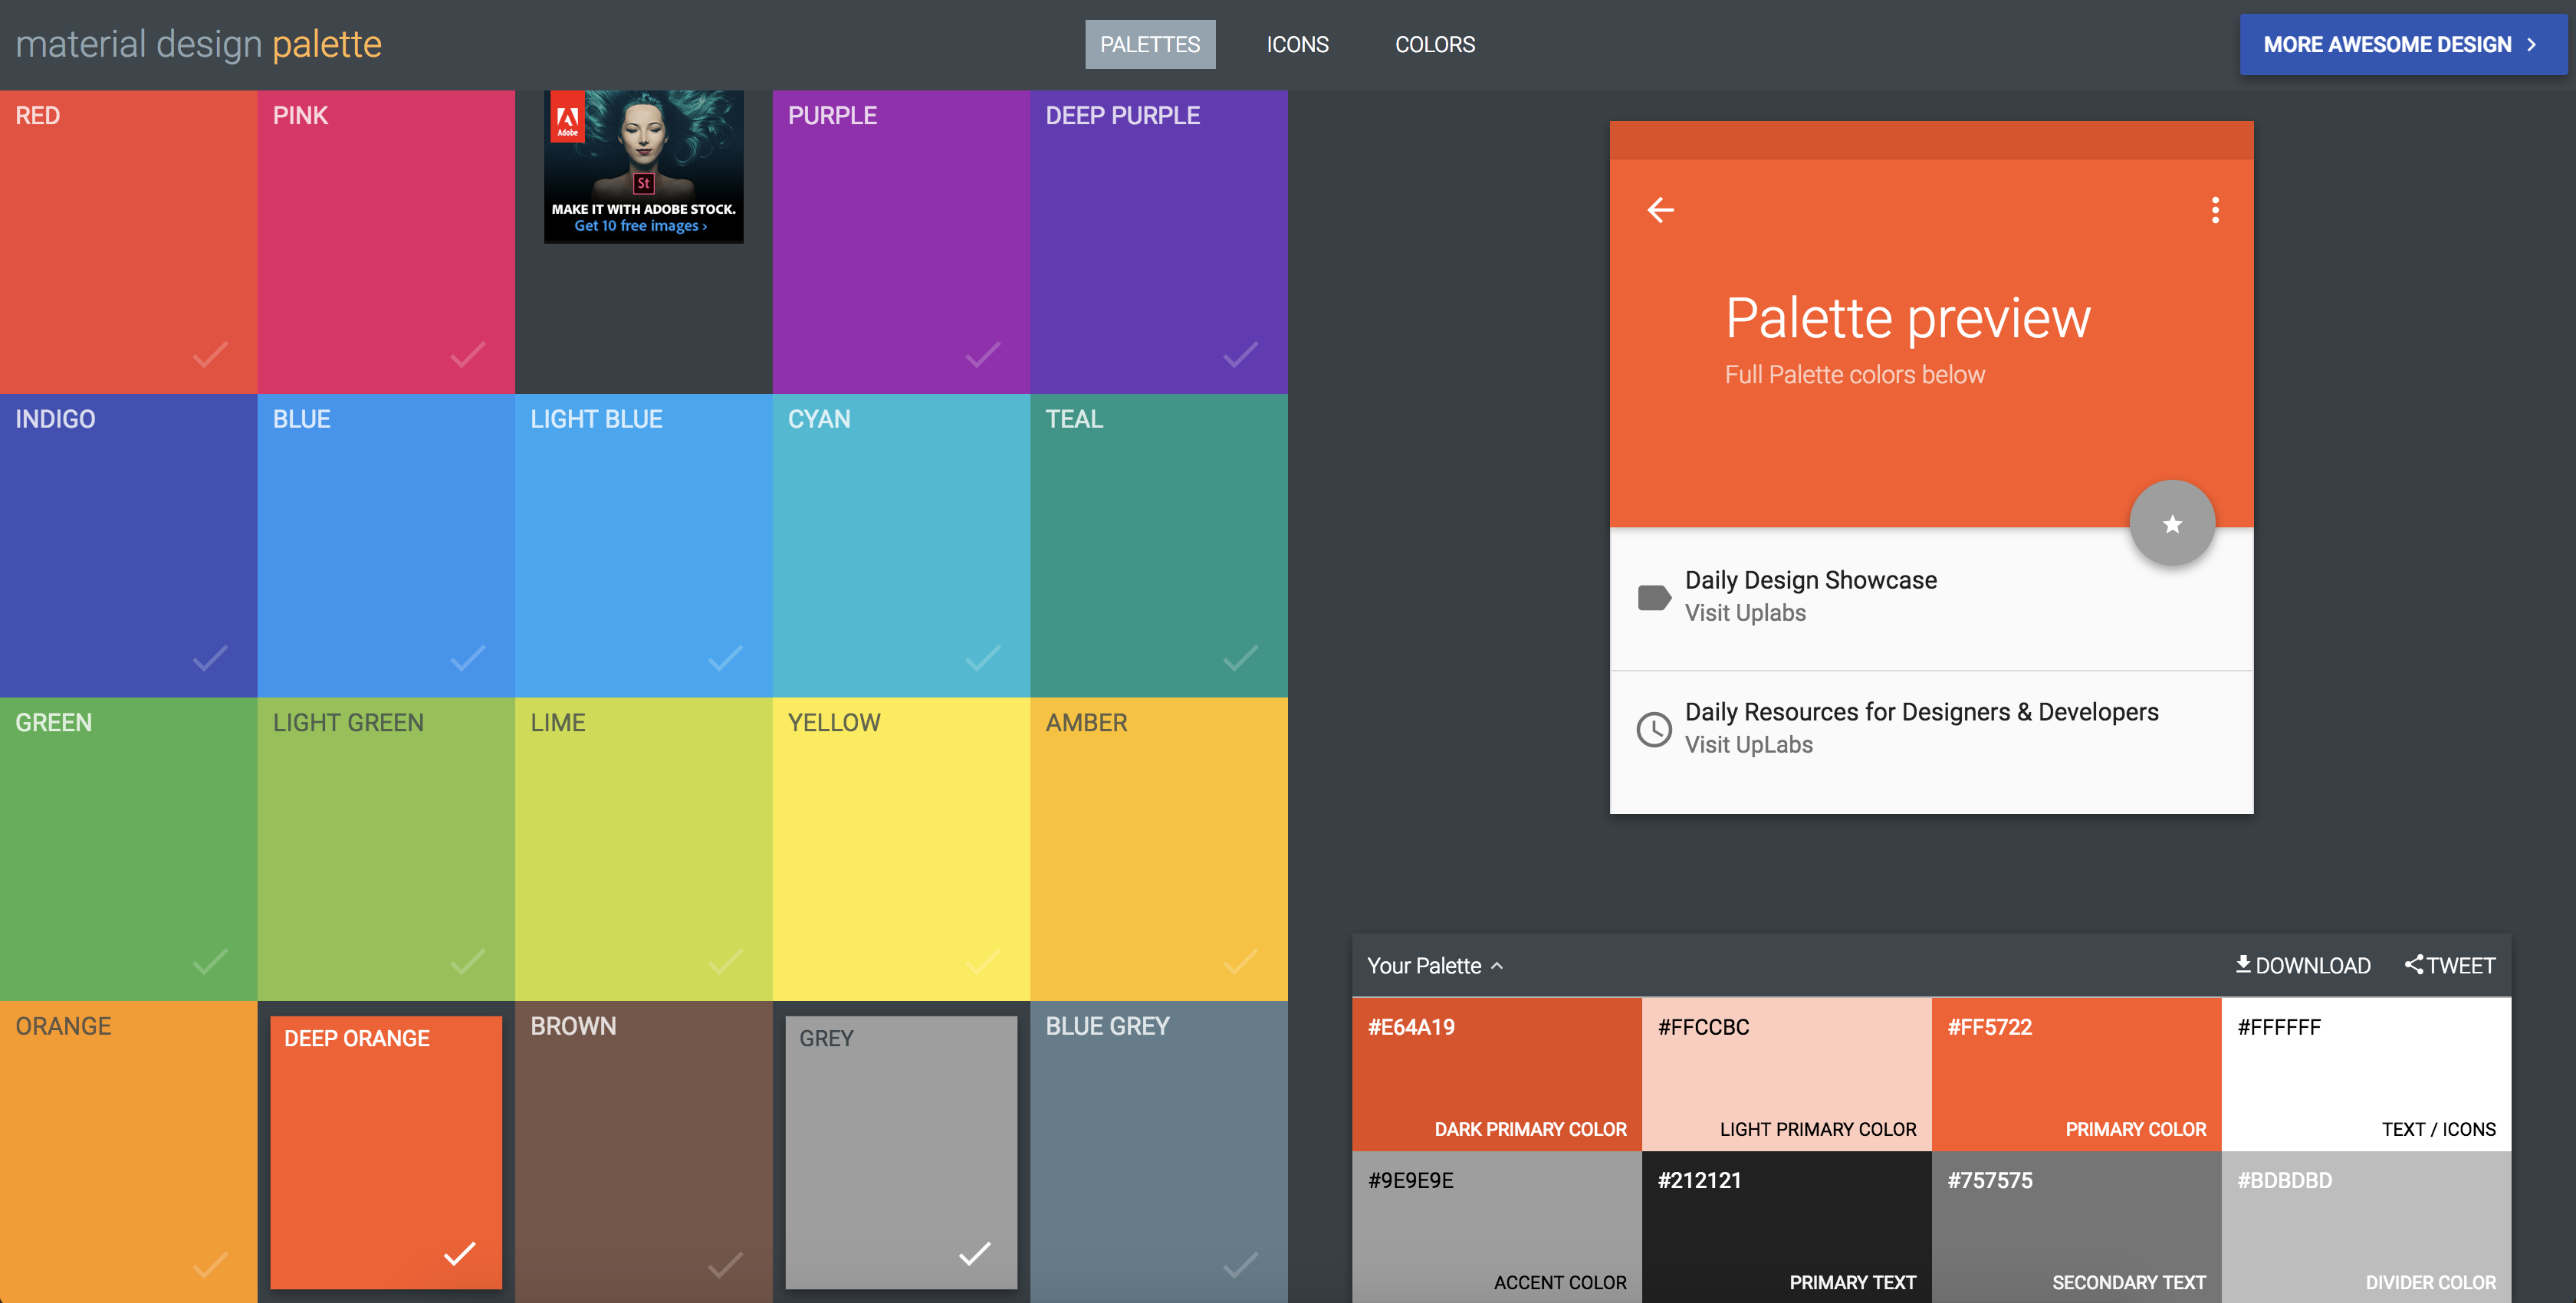 material design palette
PALETTES
ICONS
COLORS
MORE AWESOME DESIGN
RED
PINK
Adobe
St
MAKE IT WITH ADOBE STOCK.
Get 10 free images ›
PURPLE
DEEP PURPLE
INDIGO
BLUE
LIGHT BLUE
CYAN
TEAL
GREEN
LIGHT GREEN
LIME
YELLOW
AMBER
ORANGE
DEEP ORANGE
BROWN
GREY
BLUE GREY
Palette preview
Full Palette colors below
Daily Design Showcase
Visit Uplabs
Daily Resources for Designers & Developers
Visit UpLabs
Your Palette
DOWNLOAD
TWEET
#E64A19
DARK PRIMARY COLOR
#FFCCBC
LIGHT PRIMARY COLOR
#FF5722
PRIMARY COLOR
#FFFFFF
TEXT / ICONS
#9E9E9E
ACCENT COLOR
#212121
PRIMARY TEXT
#757575
SECONDARY TEXT
#BDBDBD
DIVIDER COLOR